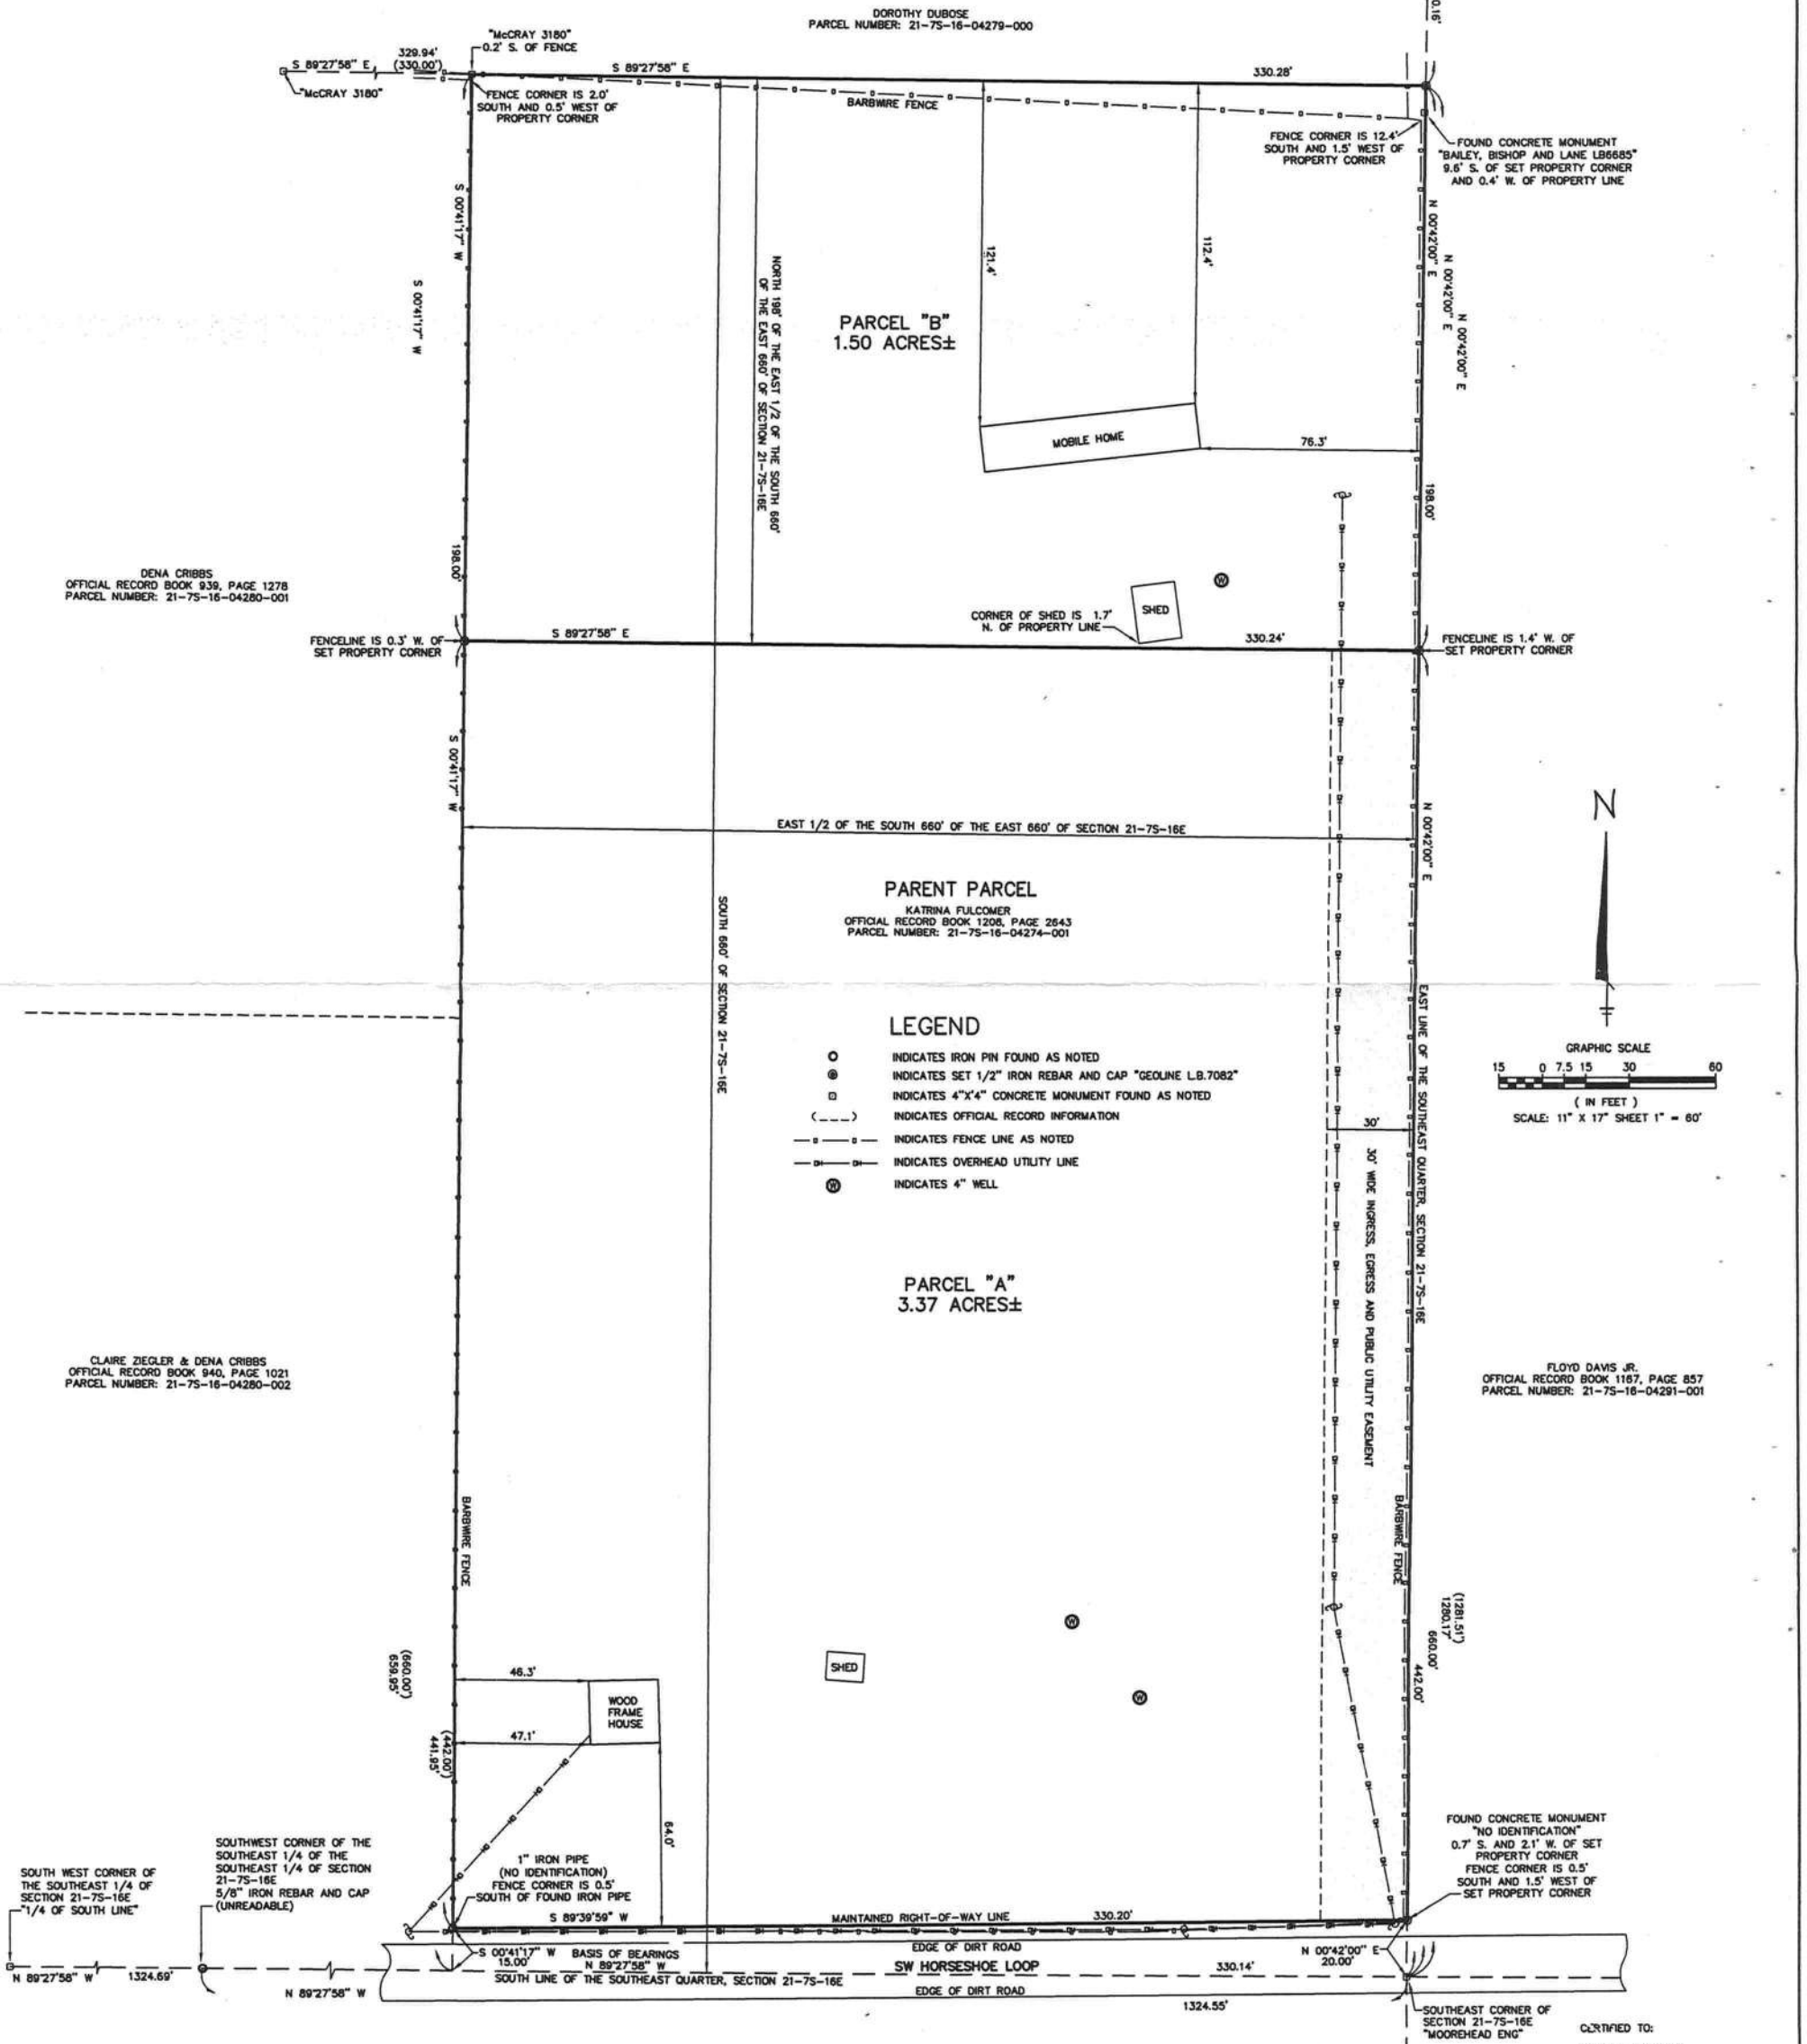 DOROTHY DUBOSE
PARCEL NUMBER: 21-7S-16-04279-000
0.16'
"McCRAY 3180"
0.2' S. OF FENCE
329.94'
(330.00')
S 89°27'58" E
"McCRAY 3180"
S 89°27'58" E
330.28'
BARBWIRE FENCE
FENCE CORNER IS 2.0'
SOUTH AND 0.5' WEST OF
PROPERTY CORNER
FENCE CORNER IS 12.4'
SOUTH AND 1.5' WEST OF
PROPERTY CORNER
FOUND CONCRETE MONUMENT
"BAILEY, BISHOP AND LANE LB6685"
9.6' S. OF SET PROPERTY CORNER
AND 0.4' W. OF PROPERTY LINE
S 00°41'17" W
S 00°41'17" W
N 00°42'00" E
N 00°42'00" E
N 00°42'00" E
NORTH 198' OF THE EAST 1/2 OF THE SOUTH 660'
OF THE EAST 660' OF SECTION 21-7S-16E
121.4'
112.4'
PARCEL "B"
1.50 ACRES±
MOBILE HOME
76.3'
198.00'
198.00'
DENA CRIBBS
OFFICIAL RECORD BOOK 939, PAGE 1278
PARCEL NUMBER: 21-7S-16-04280-001
W
SHED
CORNER OF SHED IS 1.7'
N. OF PROPERTY LINE
FENCELINE IS 0.3' W. OF
SET PROPERTY CORNER
S 89°27'58" E
330.24'
FENCELINE IS 1.4' W. OF
SET PROPERTY CORNER
S 00°41'17" W
N 00°42'00" E
EAST 1/2 OF THE SOUTH 660' OF THE EAST 660' OF SECTION 21-7S-16E
PARENT PARCEL
KATRINA FULCOMER
OFFICIAL RECORD BOOK 1208, PAGE 2643
PARCEL NUMBER: 21-7S-16-04274-001
SOUTH 660' OF SECTION 21-7S-16E
N
GRAPHIC SCALE
15 0 7.5 15 30 60
( IN FEET )
SCALE: 11" X 17" SHEET 1" = 60'
LEGEND
INDICATES IRON PIN FOUND AS NOTED
INDICATES SET 1/2" IRON REBAR AND CAP "GEOLINE L.B.7082"
INDICATES 4"X4" CONCRETE MONUMENT FOUND AS NOTED
(___) INDICATES OFFICIAL RECORD INFORMATION
INDICATES FENCE LINE AS NOTED
INDICATES OVERHEAD UTILITY LINE
W INDICATES 4" WELL
EAST LINE OF THE SOUTHEAST QUARTER, SECTION 21-7S-16E
30'
30' WIDE INGRESS, EGRESS AND PUBLIC UTILITY EASEMENT
PARCEL "A"
3.37 ACRES±
CLAIRE ZIEGLER & DENA CRIBBS
OFFICIAL RECORD BOOK 940, PAGE 1021
PARCEL NUMBER: 21-7S-16-04280-002
FLOYD DAVIS JR.
OFFICIAL RECORD BOOK 1167, PAGE 857
PARCEL NUMBER: 21-7S-16-04291-001
BARBWIRE FENCE
BARBWIRE FENCE
(1281.51')
1280.17'
660.00'
442.00'
W
SHED
W
(660.00')
659.95'
46.3'
WOOD
FRAME
HOUSE
47.1'
(442.00')
441.95'
64.0'
SOUTH WEST CORNER OF
THE SOUTHEAST 1/4 OF
SECTION 21-7S-16E
"1/4 OF SOUTH LINE"
SOUTHWEST CORNER OF THE
SOUTHEAST 1/4 OF THE
SOUTHEAST 1/4 OF SECTION
21-7S-16E
5/8" IRON REBAR AND CAP
(UNREADABLE)
1" IRON PIPE
(NO IDENTIFICATION)
FENCE CORNER IS 0.5'
SOUTH OF FOUND IRON PIPE
FOUND CONCRETE MONUMENT
"NO IDENTIFICATION"
0.7' S. AND 2.1' W. OF SET
PROPERTY CORNER
FENCE CORNER IS 0.5'
SOUTH AND 1.5' WEST OF
SET PROPERTY CORNER
S 89°39'59" W
MAINTAINED RIGHT-OF-WAY LINE
330.20'
S 00°41'17" W
15.00'
BASIS OF BEARINGS
N 89°27'58" W
EDGE OF DIRT ROAD
N 00°42'00" E
20.00'
SW HORSESHOE LOOP
330.14'
N 89°27'58" W
1324.69'
N 89°27'58" W
SOUTH LINE OF THE SOUTHEAST QUARTER, SECTION 21-7S-16E
EDGE OF DIRT ROAD
1324.55'
SOUTHEAST CORNER OF
SECTION 21-7S-16E
"MOOREHEAD ENG"
CERTIFIED TO: